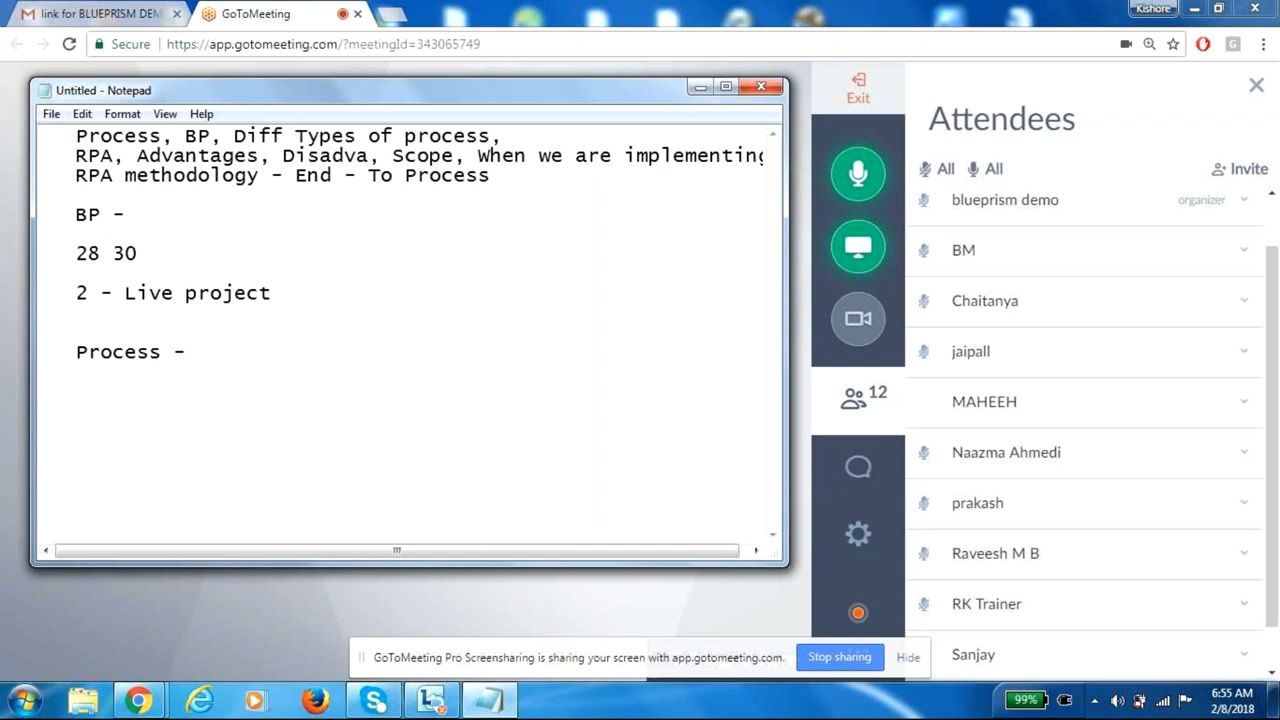 link for BLUEPRISM DEM
GoToMeeting
Kishore
Secure
https://app.gotomeeting.com/?meetingId=343065749
Untitled - Notepad
File Edit Format View Help
Process, BP, Diff Types of process,
RPA, Advantages, Disadva, Scope, When we are implementing
RPA methodology - End - To Process
BP -
28 30
2 - Live project
Process -
Exit
12
Attendees
All All Invite
blueprism demo organizer
BM
Chaitanya
jaipall
MAHEEH
Naazma Ahmedi
prakash
Raveesh M B
RK Trainer
Sanjay
GoToMeeting Pro Screensharing is sharing your screen with app.gotomeeting.com.
Stop sharing
Hide
99%
6:55 AM
2/8/2018